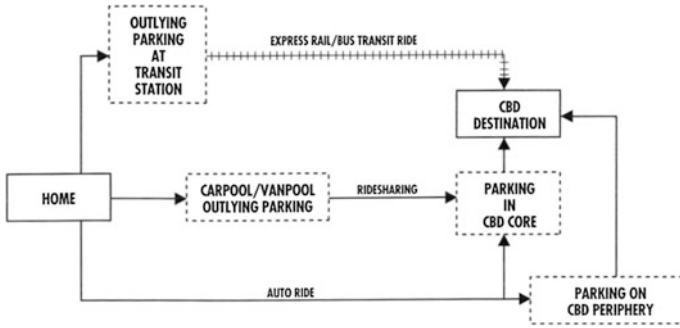 OUTLYING
PARKING
AT
TRANSIT
STATION
EXPRESS RAIL/BUS TRANSIT RIDE
CBD
DESTINATION
HOME
CARPOOL/VANPOOL
OUTLYING PARKING
RIDESHARING
PARKING
IN
CBD CORE
AUTO RIDE
PARKING ON
CBD PERIPHERY